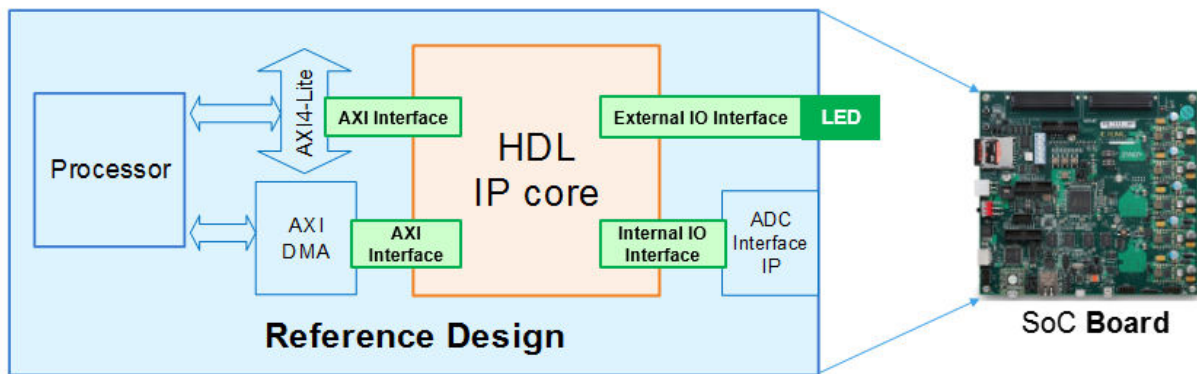 Processor
AXI4-Lite
AXI Interface
HDL
IP core
External IO Interface
LED
AXI
DMA
AXI
Interface
Internal IO
Interface
ADC
Interface
IP
Reference Design
SoC Board